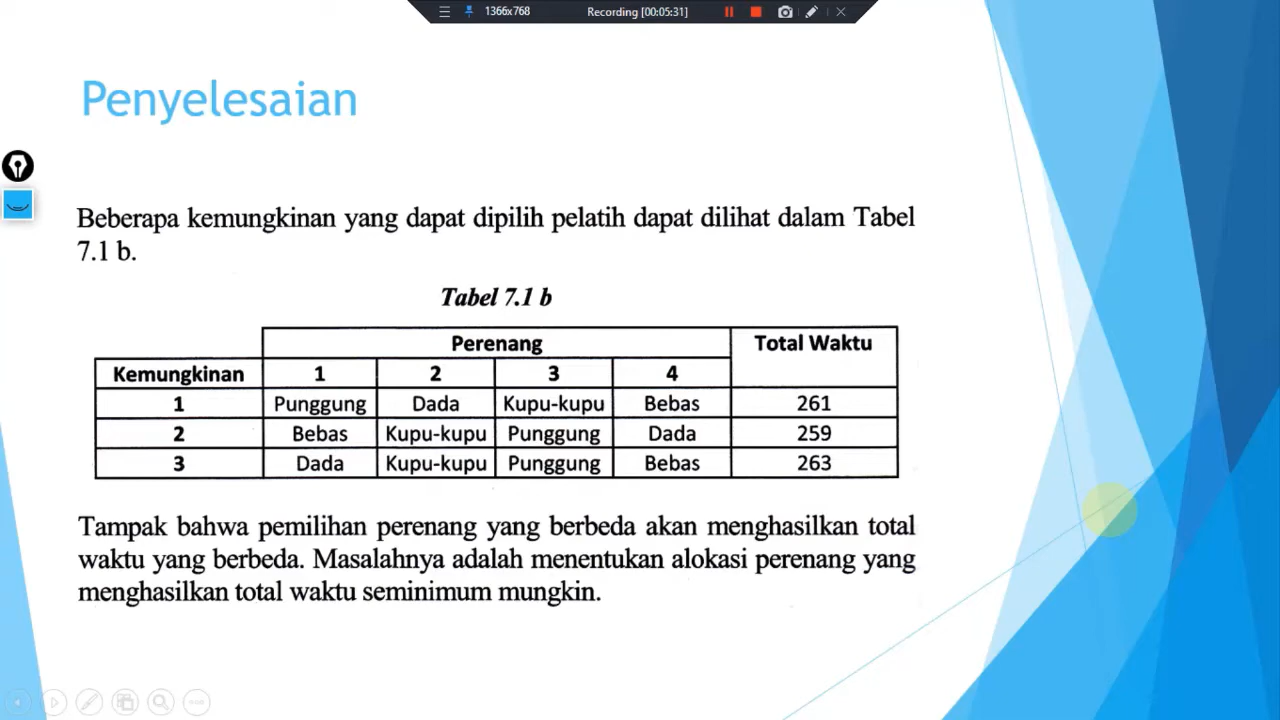 1366x768 Recording [00:05:31]
Penyelesaian
Beberapa kemungkinan yang dapat dipilih pelatih dapat dilihat dalam Tabel
7.1 b.
Tabel 7.1 b
Perenang Total Waktu
Kemungkinan 1 2 3 4
1 Punggung Dada Kupu-kupu Bebas 261
2 Bebas Kupu-kupu Punggung Dada 259
3 Dada Kupu-kupu Punggung Bebas 263
Tampak bahwa pemilihan perenang yang berbeda akan menghasilkan total
waktu yang berbeda. Masalahnya adalah menentukan alokasi perenang yang
menghasilkan total waktu seminimum mungkin.